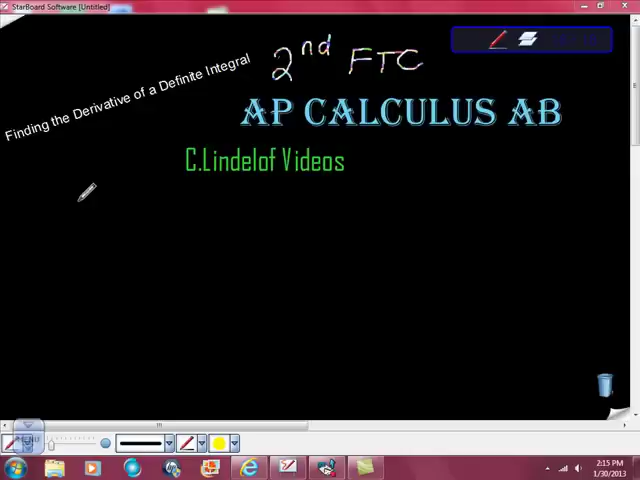 StarBoard Software [Untitled]
2nd FTC
Finding the Derivative of a Definite Integral
AP CALCULUS AB
C.Lindelof Videos
MENU
2:15 PM
1/30/2013